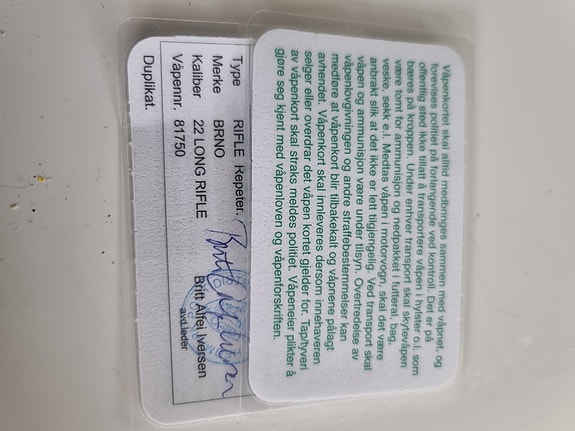 Våpenkortet skal alltid medbringes sammen med våpnet, og
forevises politiet på forlangende ved kontroll. Det er på
offentlig sted ikke tillatt å transportere våpen i hylster o.l. som
bæres på kroppen. Under enhver transport skal skytevåpen
være tomt for ammunisjon og nedpakket i futteral, bag,
veske, sekk e.l. Medtas våpen i motorvogn, skal det være
anbrakt slik at det ikke er lett tilgjengelig. Ved transport skal
våpen og ammunisjon være under tilsyn. Overtredelse av
våpenlovgivningen og andre straffebestemmelser kan
medføre at våpenkort blir tilbakekalt og våpnene pålagt
avhendet. Våpenkort skal innleveres dersom innehaveren
selger eller overdrar det våpen kortet gjelder for. Tap/tyveri
av våpenkort skal straks meldes politiet. Våpeneier plikter å
gjøre seg kjent med våpenloven og våpenforskriften.
Type RIFLE Repeter.
Merke BRNO
Kaliber 22 LONG RIFLE
Våpennr. 81750
Britt Alfei Iversen
avd.leder
Duplikat.